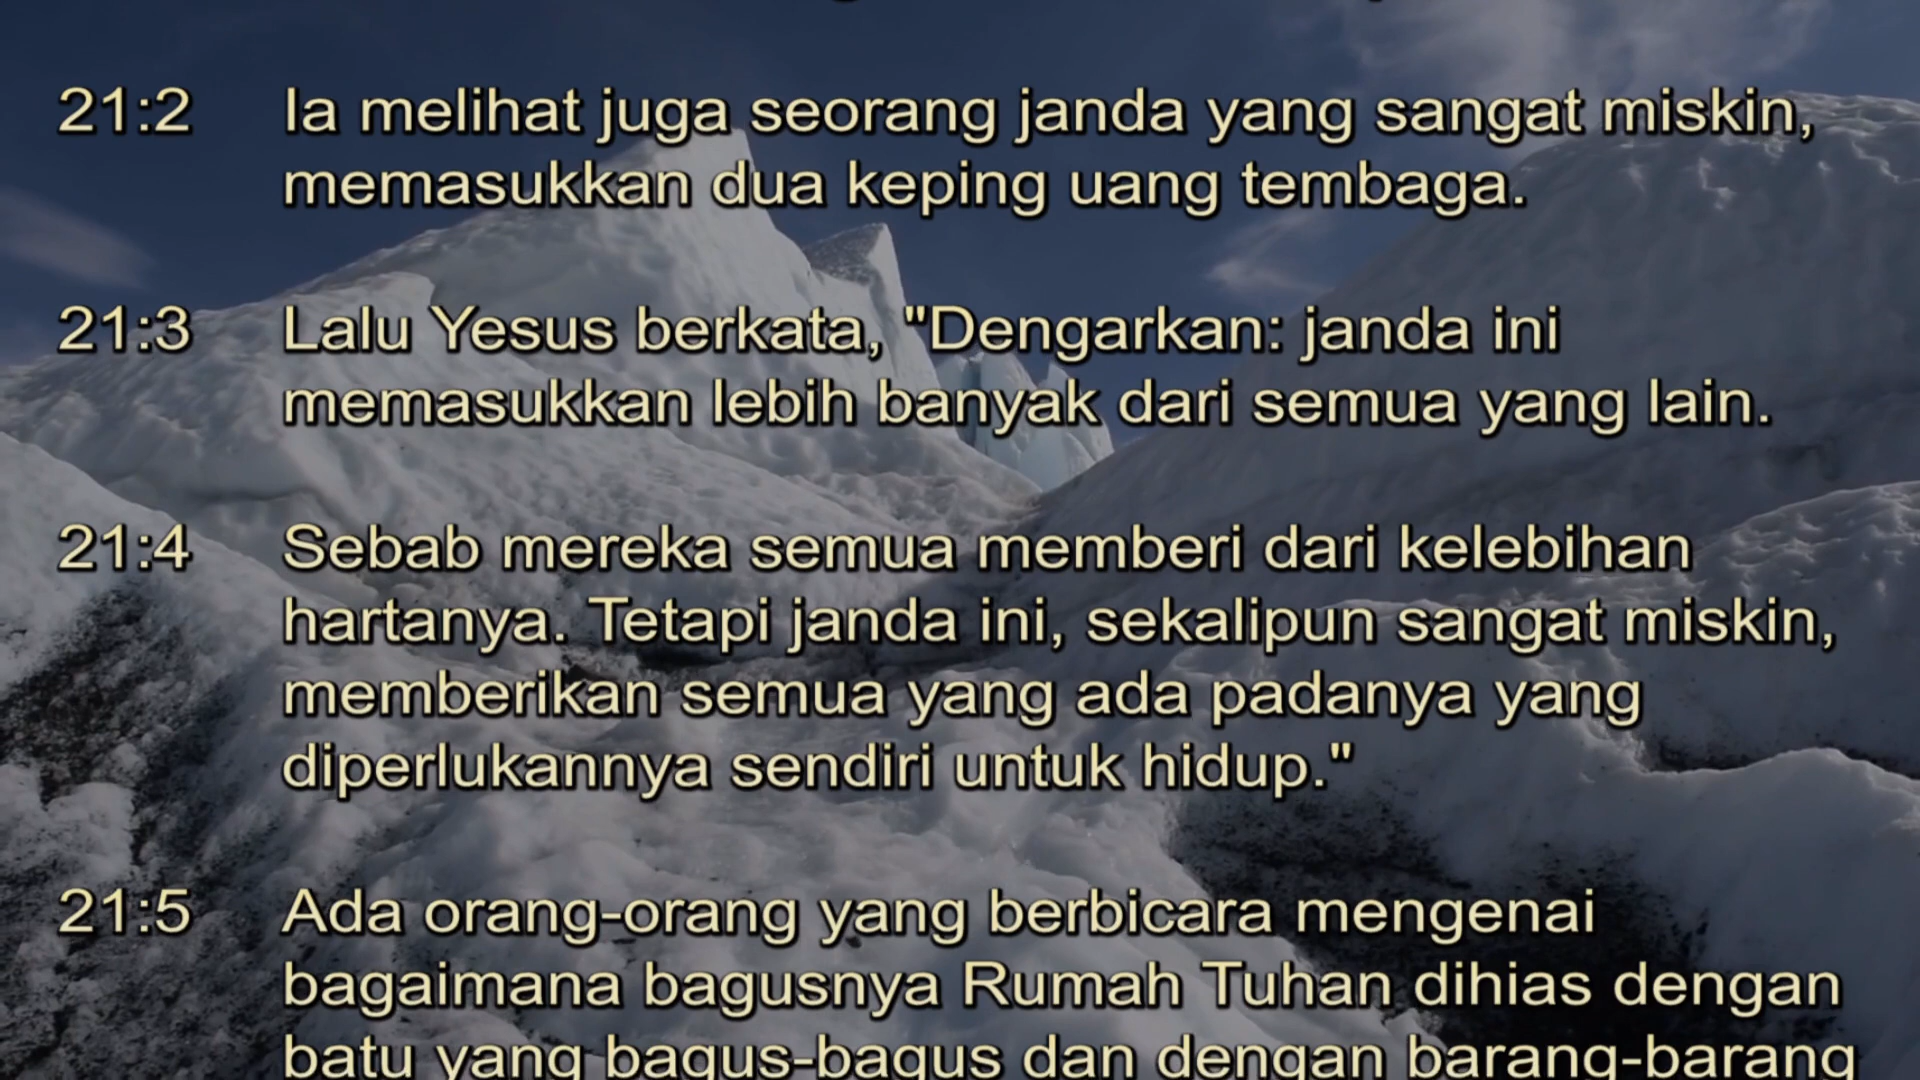 21:2 Ia melihat juga seorang janda yang sangat miskin,
memasukkan dua keping uang tembaga.
21:3 Lalu Yesus berkata, "Dengarkan: janda ini
memasukkan lebih banyak dari semua yang lain.
21:4 Sebab mereka semua memberi dari kelebihan
hartanya. Tetapi janda ini, sekalipun sangat miskin,
memberikan semua yang ada padanya yang
diperlukannya sendiri untuk hidup."
21:5 Ada orang-orang yang berbicara mengenai
bagaimana bagusnya Rumah Tuhan dihias dengan
batu yang bagus-bagus dan dengan barang-barang